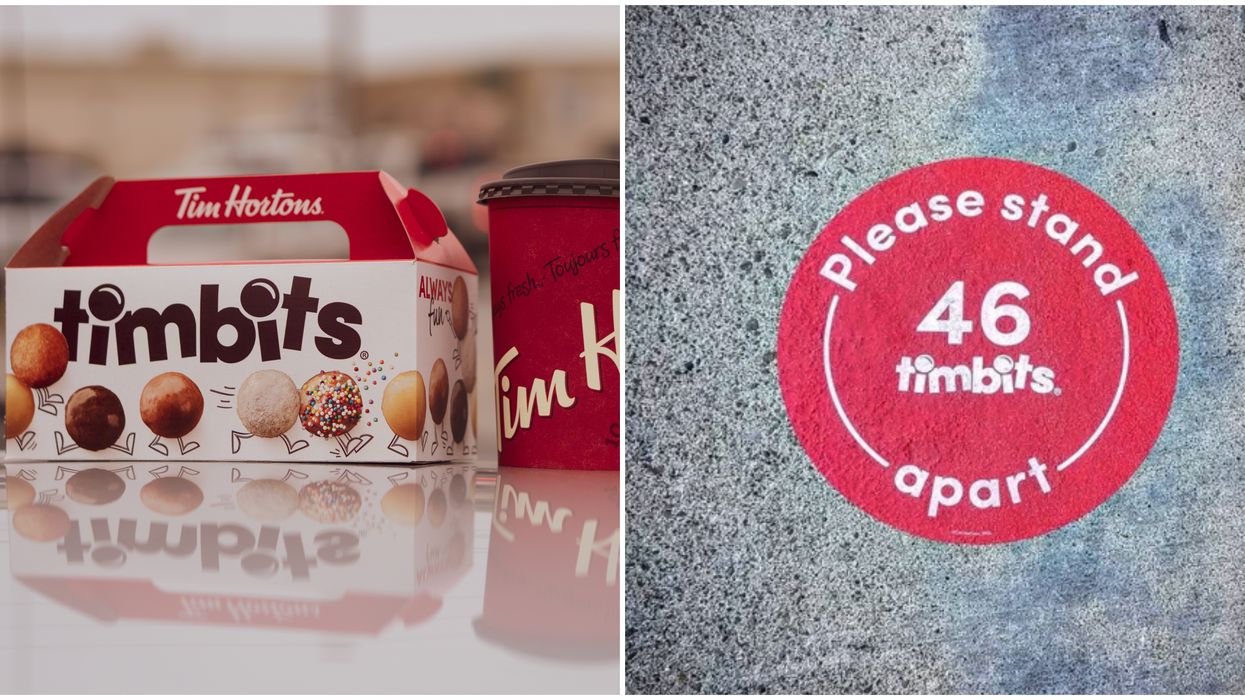 Tim Hortons.
timbits®
ALWAYS
fun
fresh. Toujours
Tim H
Please stand
46
timbits®
apart